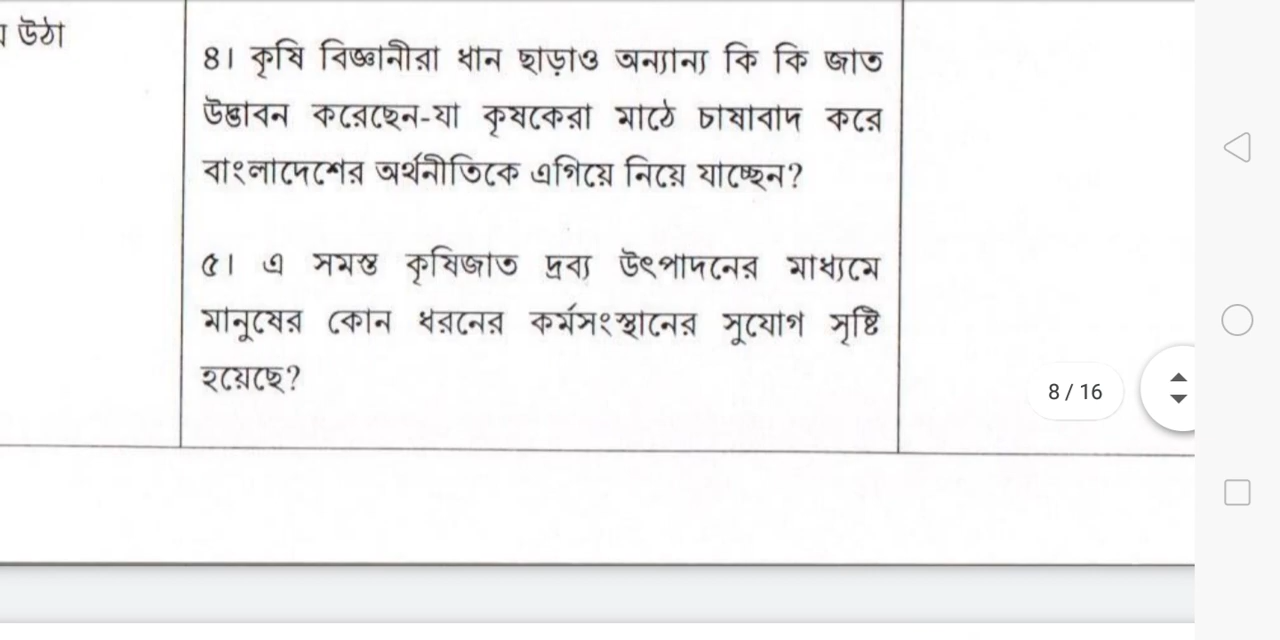 উঠা
৪। কৃষি বিজ্ঞানীরা ধান ছাড়াও অন্যান্য কি কি জাত
উদ্ভাবন করেছেন-যা কৃষকেরা মাঠে চাষাবাদ করে
বাংলাদেশের অর্থনীতিকে এগিয়ে নিয়ে যাচ্ছেন?
৫। এ সমস্ত কৃষিজাত দ্রব্য উৎপাদনের মাধ্যমে
মানুষের কোন ধরনের কর্মসংস্থানের সুযোগ সৃষ্টি
হয়েছে?
8 / 16